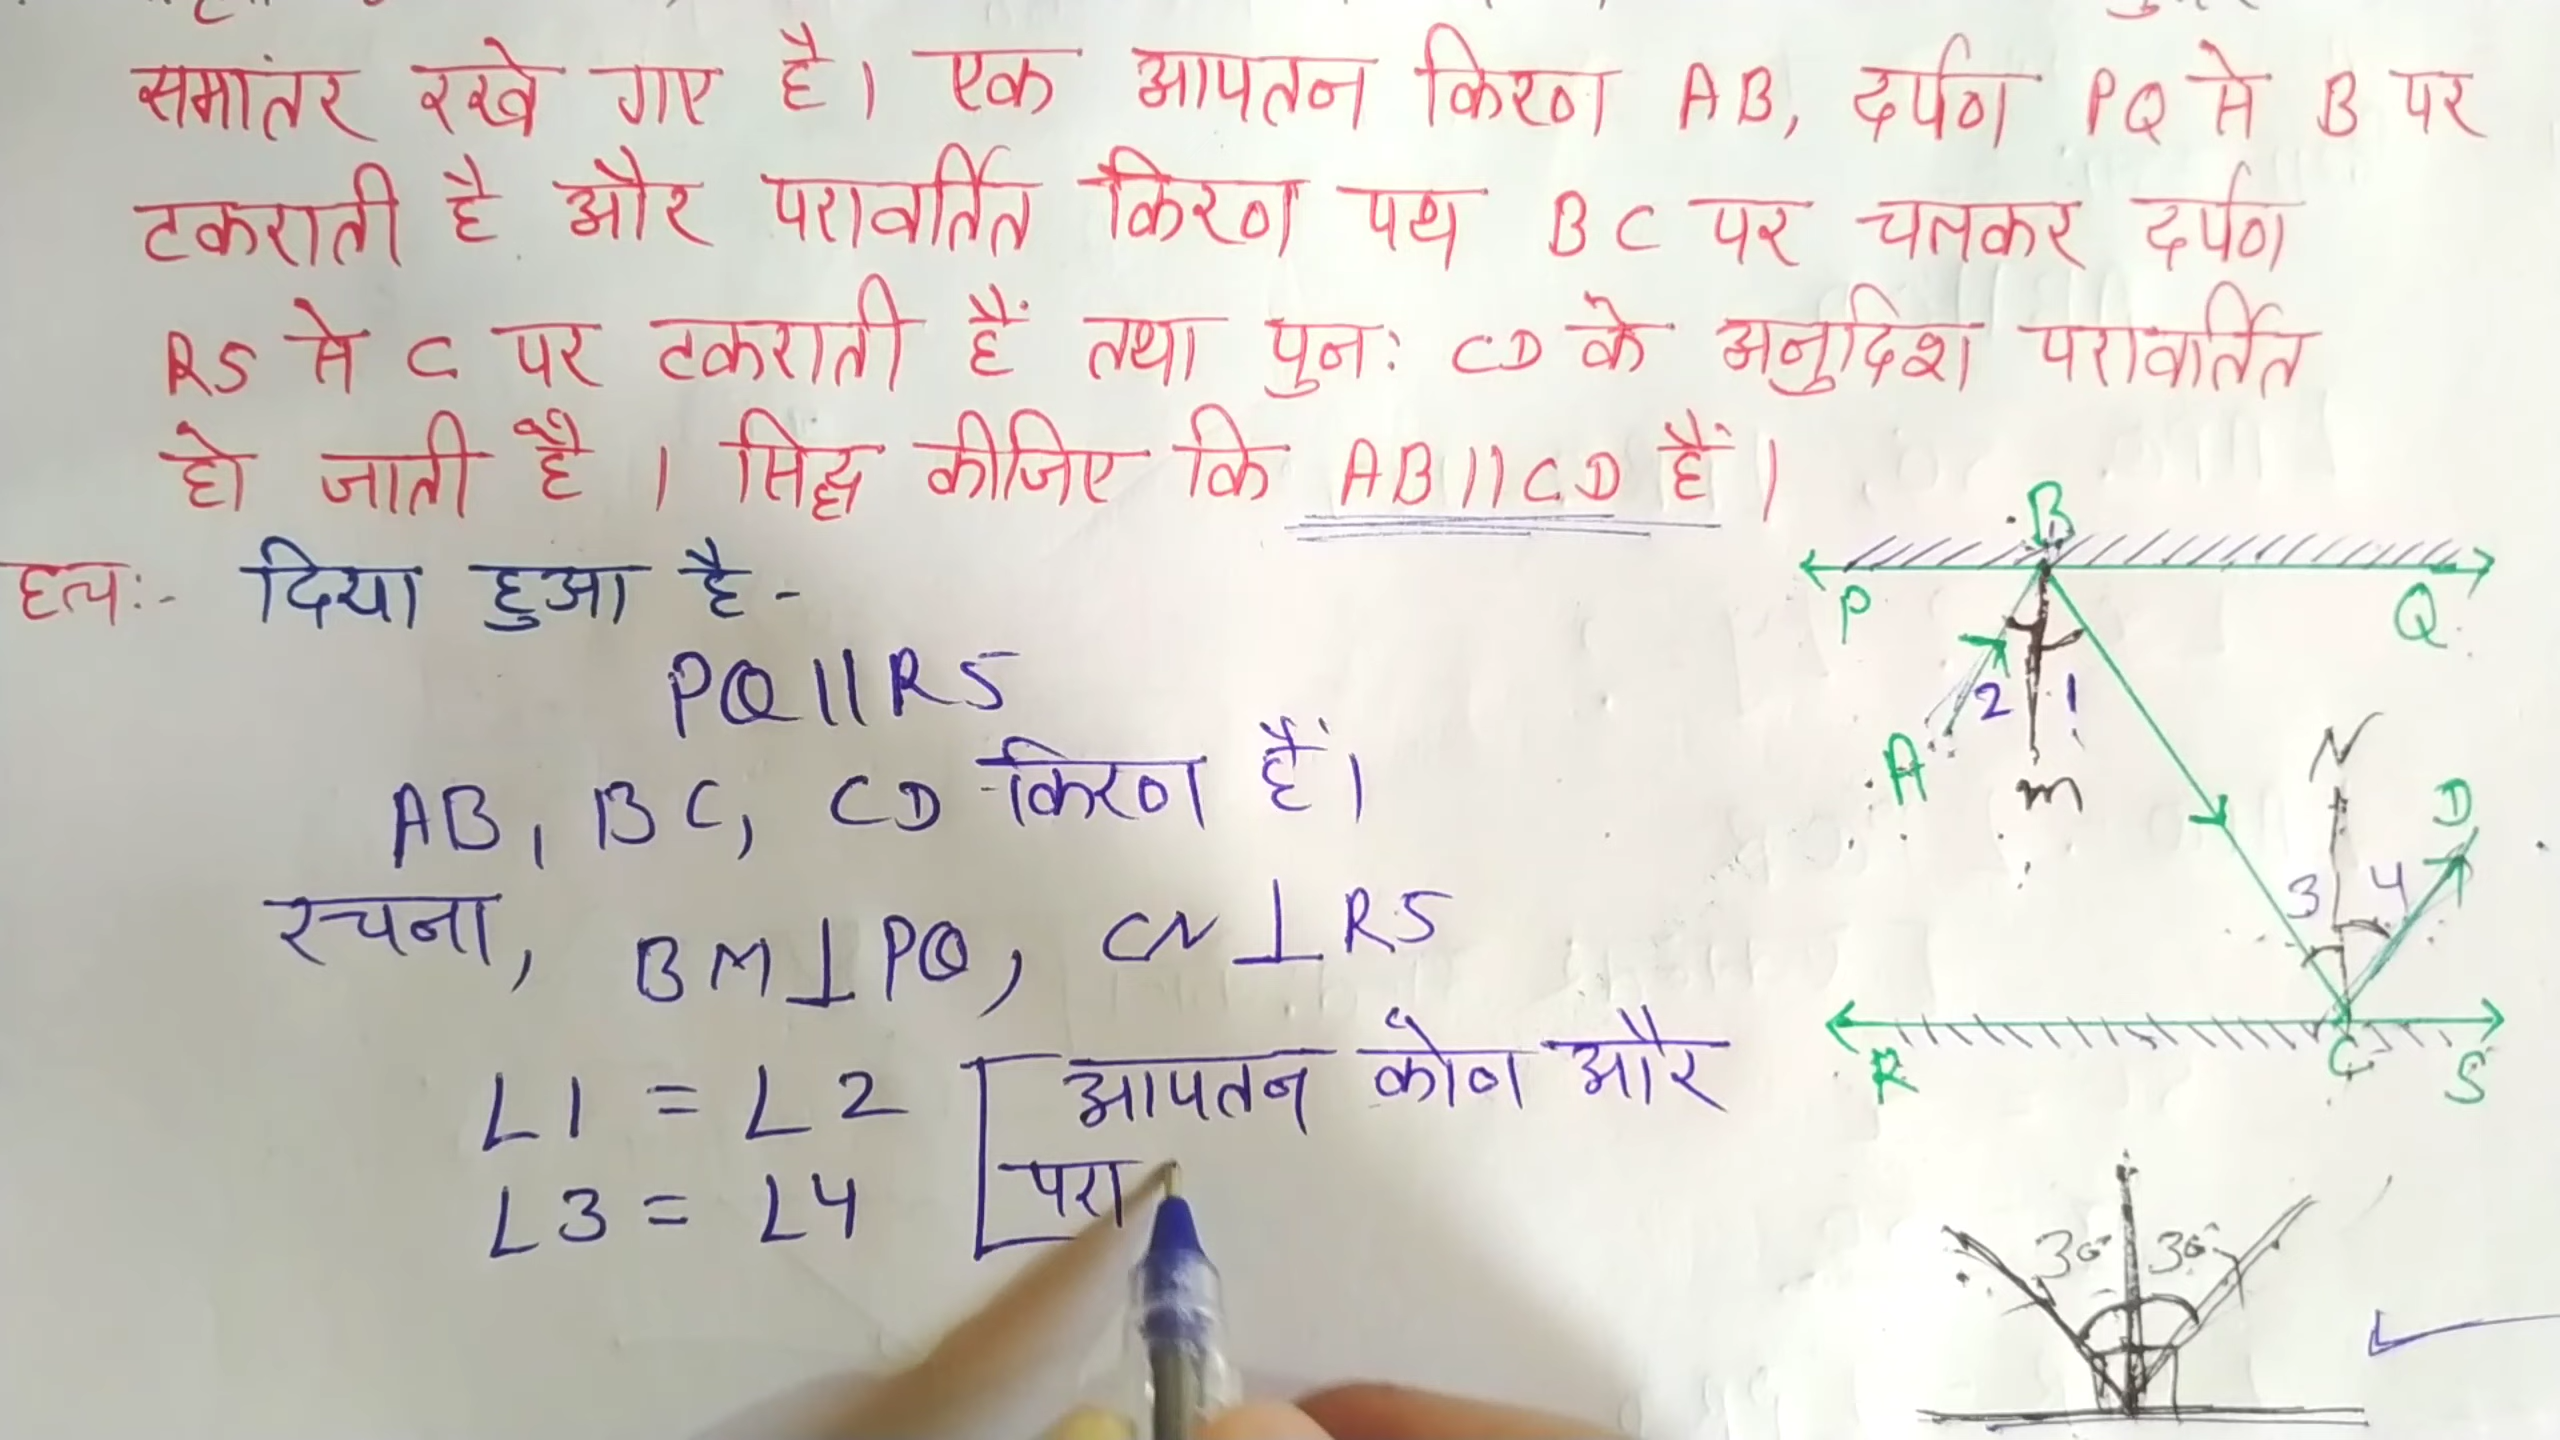 समांतर रखे गए है। एक आपतन किरण AB, दर्पण PQ से B पर
टकराती है और परावर्तित किरण पथ BC पर चलकर दर्पण
RS से C पर टकराती हैं तथा पुनः CD के अनुदिश परावर्तित
हो जाती है। सिद्ध कीजिए कि AB||CD हैं।
हल:- दिया हुआ है-
PQ||RS
AB, BC, CD किरण हैं।
रचना, BM⊥PQ, CN⊥RS
∠1 = ∠2 [आपतन कोण और
∠3 = ∠4 परा
B
P Q
2 1
A m
N
D
3 4
R C S
30° 30°